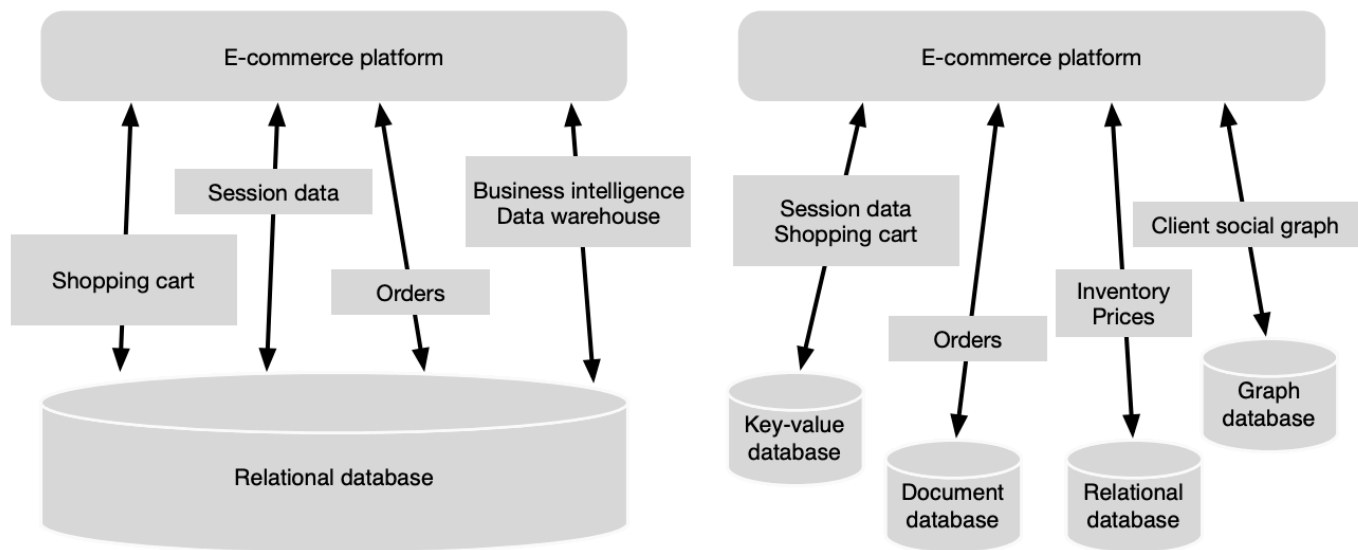 E-commerce platform
Shopping cart
Session data
Orders
Business intelligence
Data warehouse
Relational database
E-commerce platform
Session data
Shopping cart
Orders
Inventory
Prices
Client social graph
Key-value
database
Document
database
Relational
database
Graph
database